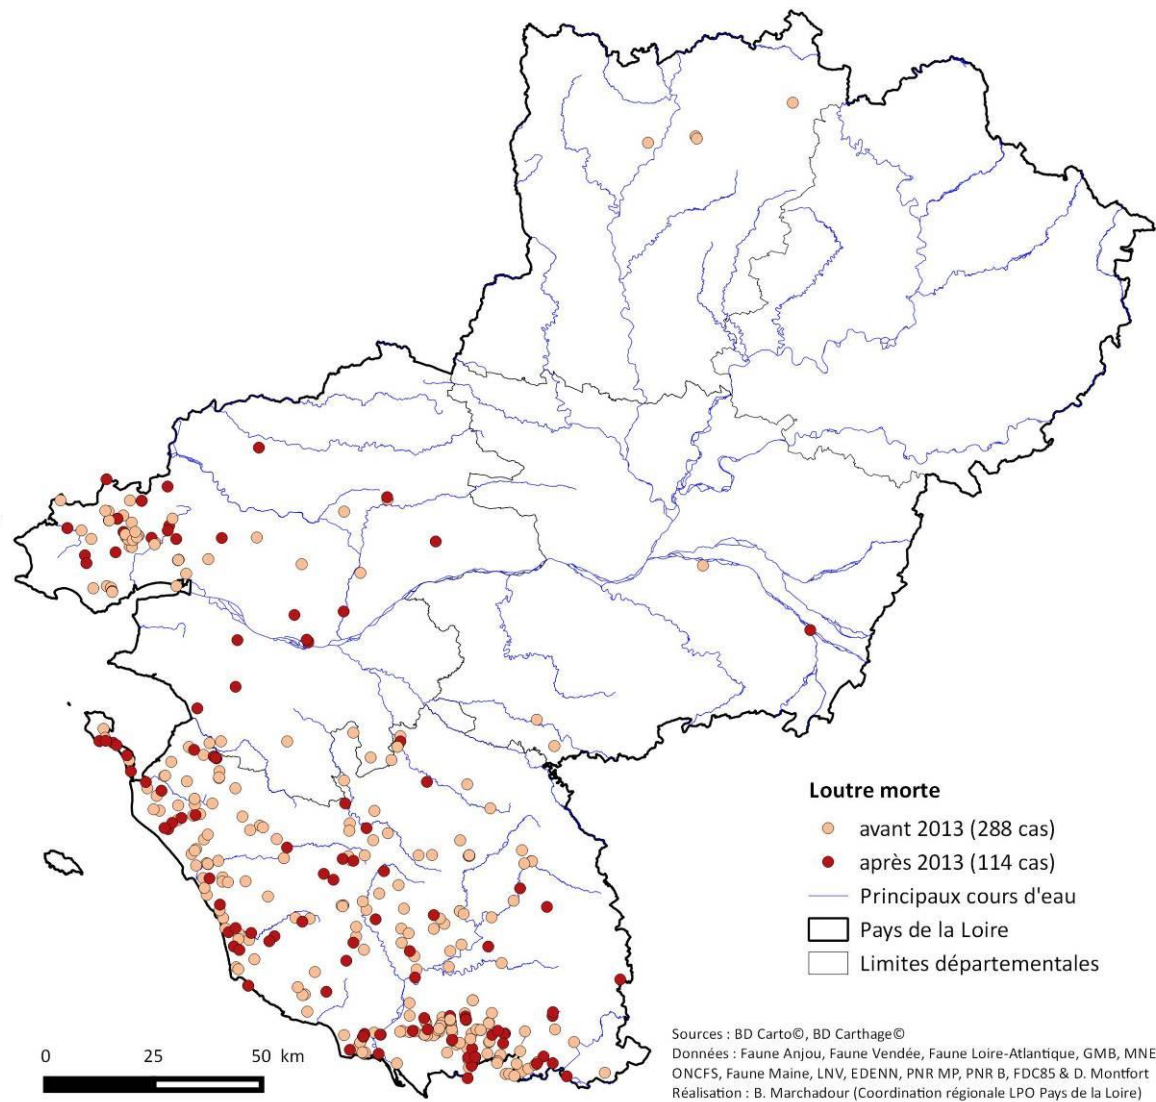 Loutre morte
avant 2013 (288 cas)
après 2013 (114 cas)
Principaux cours d'eau
Pays de la Loire
Limites départementales
0 25 50 km
Sources : BD Carto©, BD Carthage©
Données : Faune Anjou, Faune Vendée, Faune Loire-Atlantique, GMB, MNE
ONCFS, Faune Maine, LNV, EDENN, PNR MP, PNR B, FDC85 & D. Montfort
Réalisation : B. Marchadour (Coordination régionale LPO Pays de la Loire)